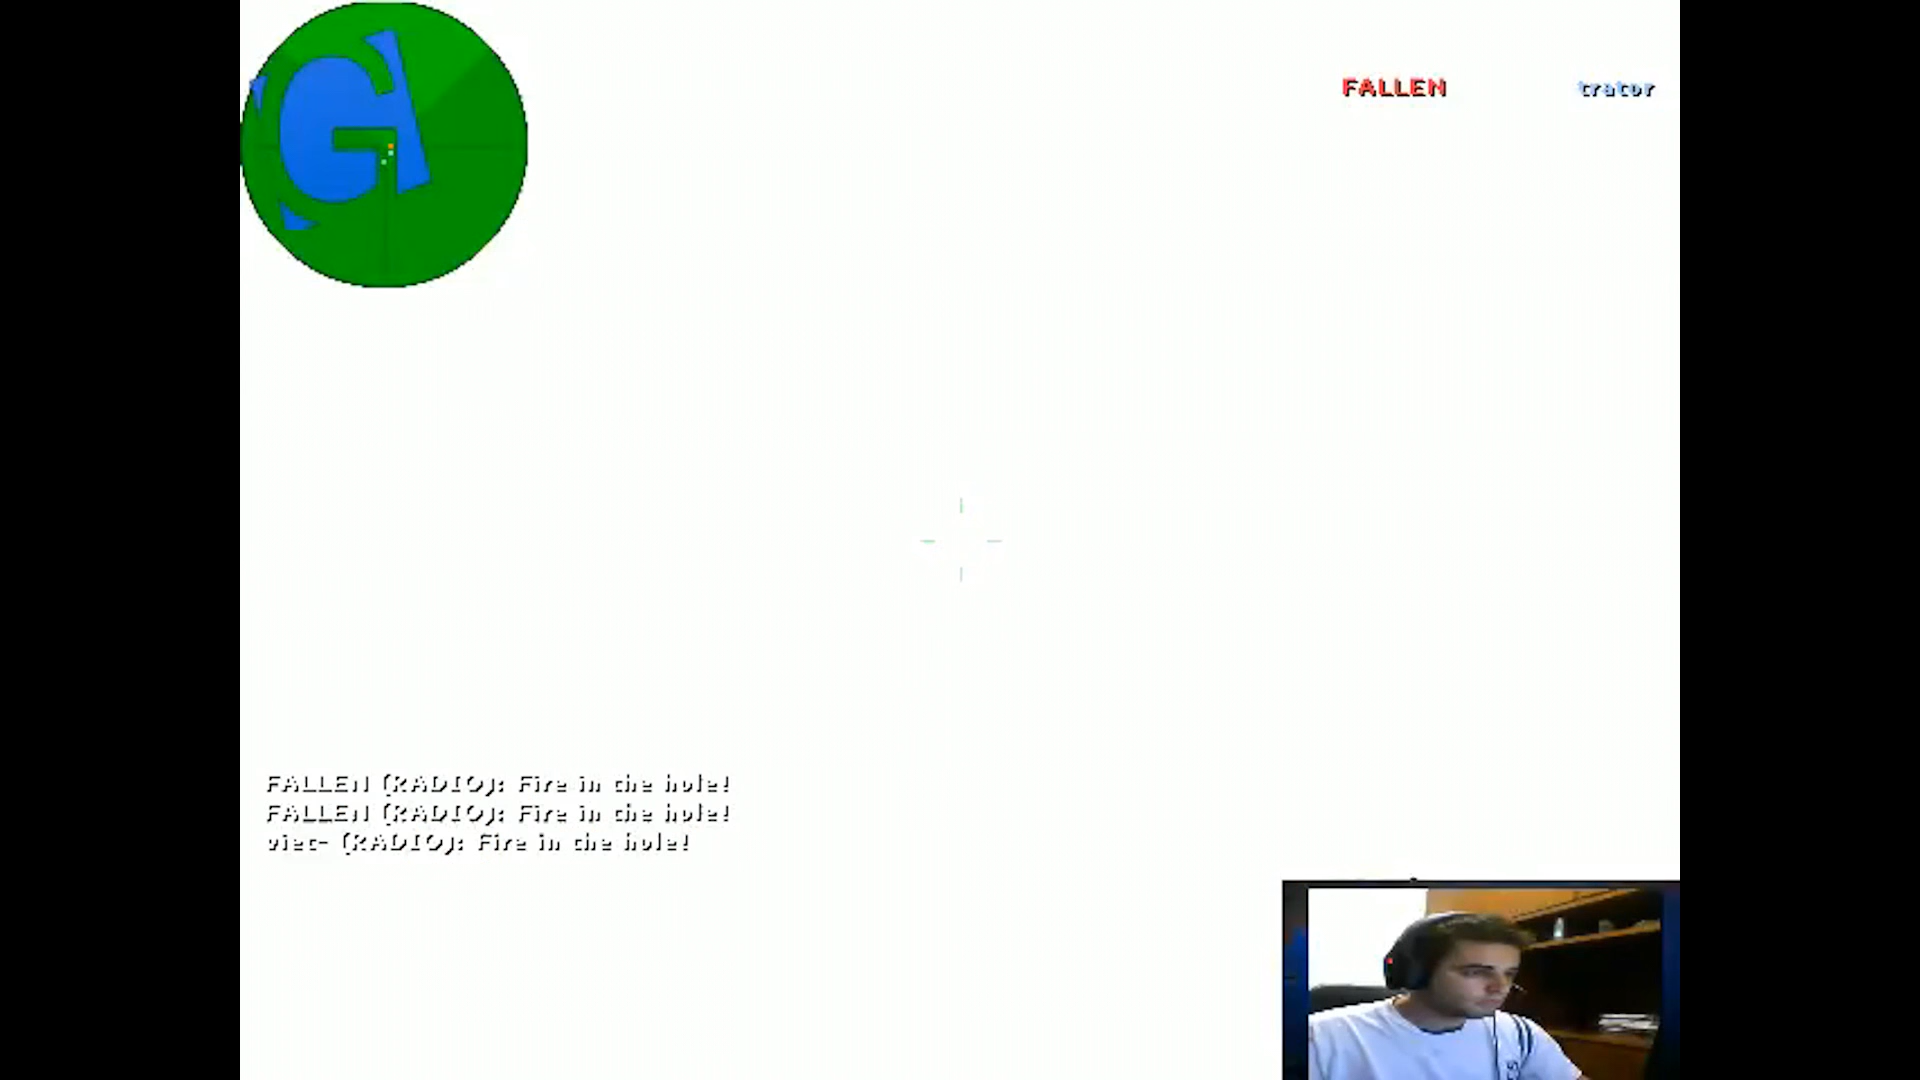 FALLEN trator
FALLEN (RADIO): Fire in the hole!
FALLEN (RADIO): Fire in the hole!
viet- (RADIO): Fire in the hole!